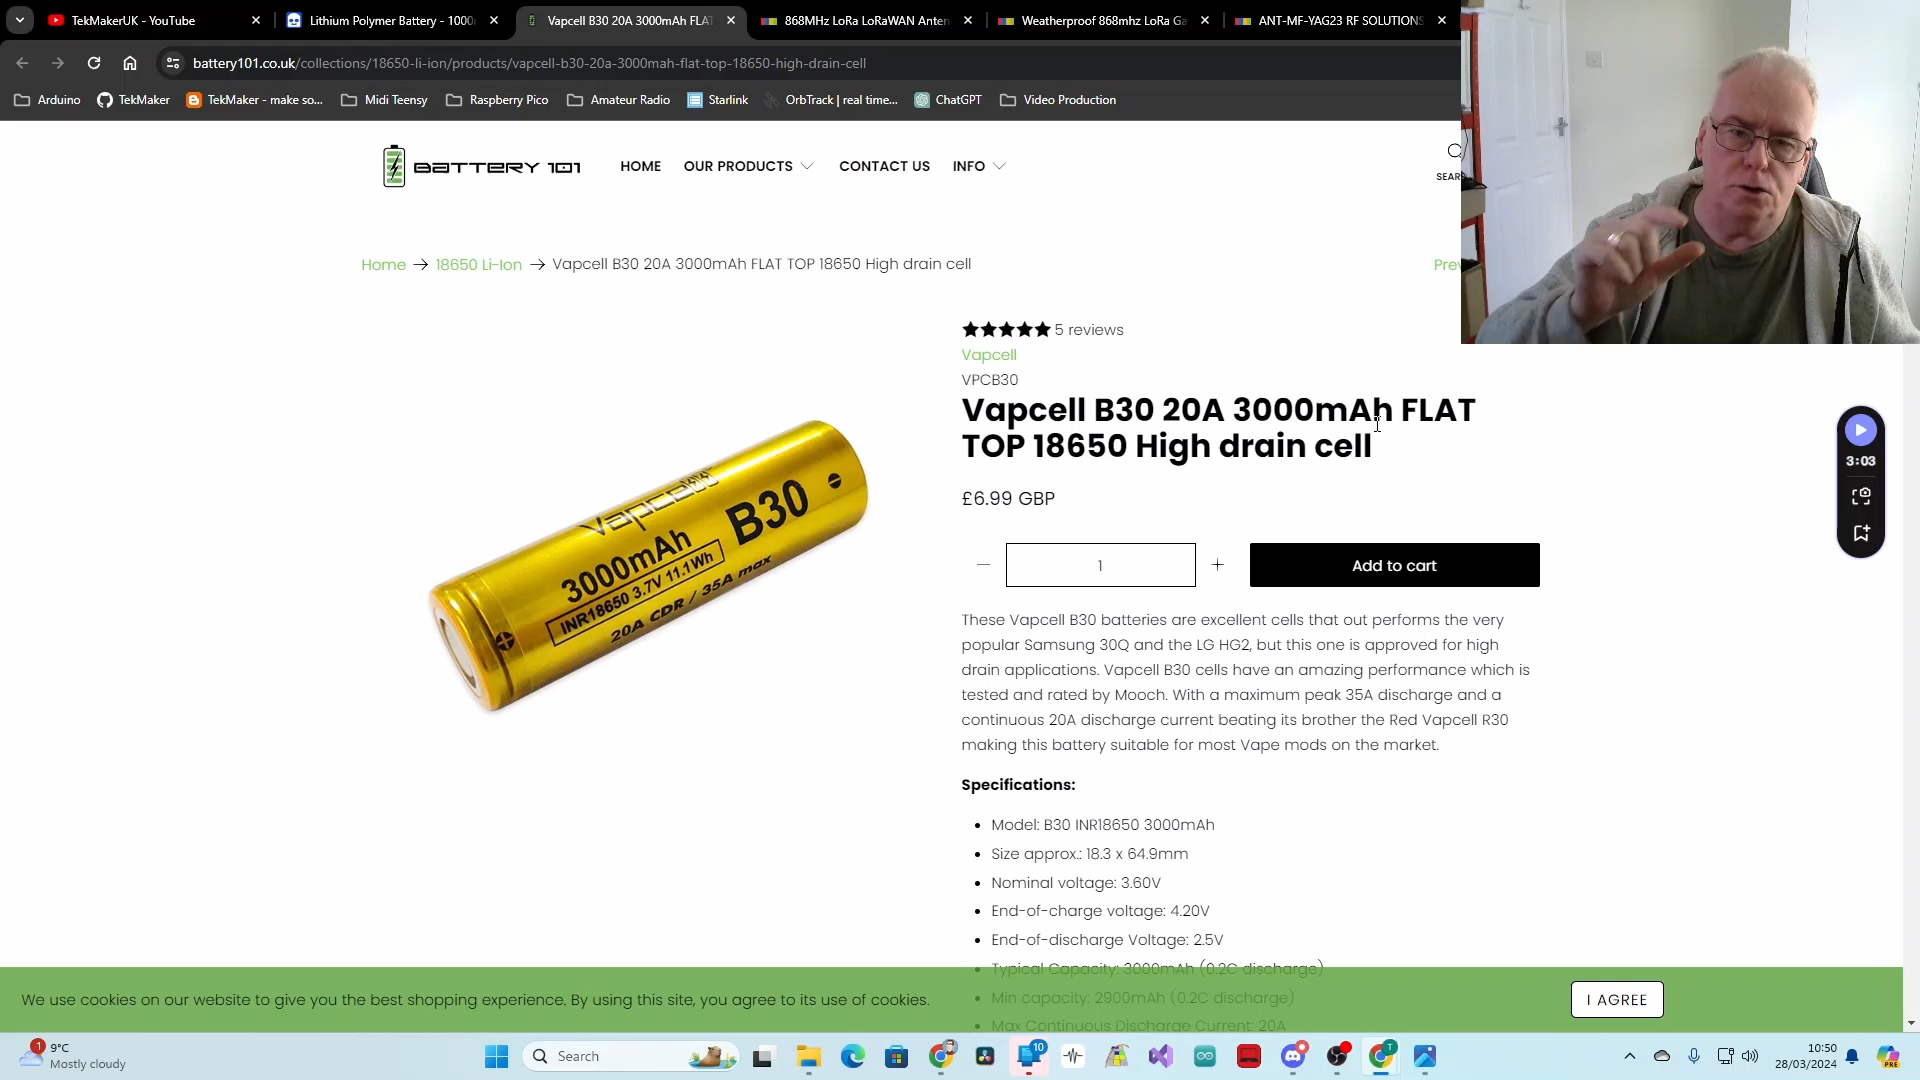 TekMakerUK - YouTube
Lithium Polymer Battery - 1000
Vapcell B30 20A 3000mAh FLAT
868MHz LoRa LoRaWAN Anten
Weatherproof 868mhz LoRa Ga
ANT-MF-YAG23 RF SOLUTIONS
battery101.co.uk/collections/18650-li-ion/products/vapcell-b30-20a-3000mah-flat-top-18650-high-drain-cell
Arduino
TekMaker
TekMaker - make so...
Midi Teensy
Raspberry Pico
Amateur Radio
Starlink
OrbTrack | real time...
ChatGPT
Video Production
BATTERY 101
HOME
OUR PRODUCTS
CONTACT US
INFO
SEAR
Home → 18650 Li-Ion → Vapcell B30 20A 3000mAh FLAT TOP 18650 High drain cell
Prev
5 reviews
Vapcell
VPCB30
Vapcell B30 20A 3000mAh FLAT
TOP 18650 High drain cell
£6.99 GBP
1
Add to cart
Vapcell
B30
3000mAh
INR18650 3.7V 11.1Wh
20A CDR / 35A max
These Vapcell B30 batteries are excellent cells that out performs the very
popular Samsung 30Q and the LG HG2, but this one is approved for high
drain applications. Vapcell B30 cells have an amazing performance which is
tested and rated by Mooch. With a maximum peak 35A discharge and a
continuous 20A discharge current beating its brother the Red Vapcell R30
making this battery suitable for most Vape mods on the market.
Specifications:
Model: B30 INR18650 3000mAh
Size approx.: 18.3 x 64.9mm
Nominal voltage: 3.60V
End-of-charge voltage: 4.20V
End-of-discharge Voltage: 2.5V
Typical Capacity: 3000mAh (0.2C discharge)
Min capacity: 2900mAh (0.2C discharge)
Max Continuous Discharge Current: 20A
We use cookies on our website to give you the best shopping experience. By using this site, you agree to its use of cookies.
I AGREE
3:03
1
9°C
Mostly cloudy
Search
10
T
10:50
28/03/2024
PRE